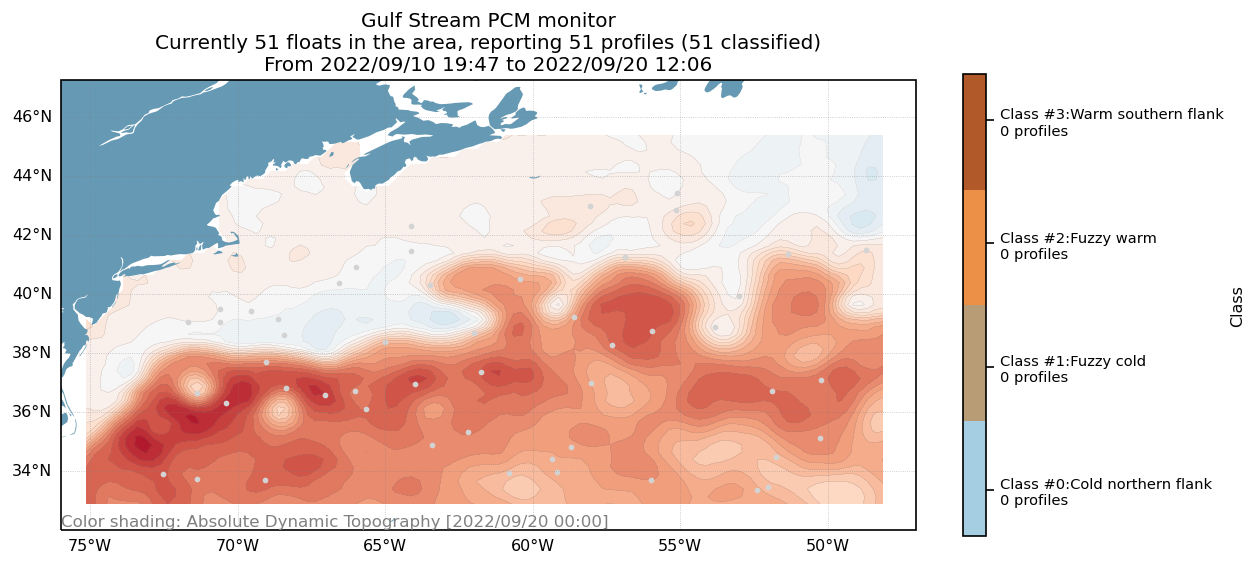 Gulf Stream PCM monitor
Currently 51 floats in the area, reporting 51 profiles (51 classified)
From 2022/09/10 19:47 to 2022/09/20 12:06
46°N
44°N
42°N
40°N
38°N
36°N
34°N
75°W
70°W
65°W
60°W
55°W
50°W
Color shading: Absolute Dynamic Topography [2022/09/20 00:00]
Class #3:Warm southern flank
0 profiles
Class #2:Fuzzy warm
0 profiles
Class #1:Fuzzy cold
0 profiles
Class #0:Cold northern flank
0 profiles
Class